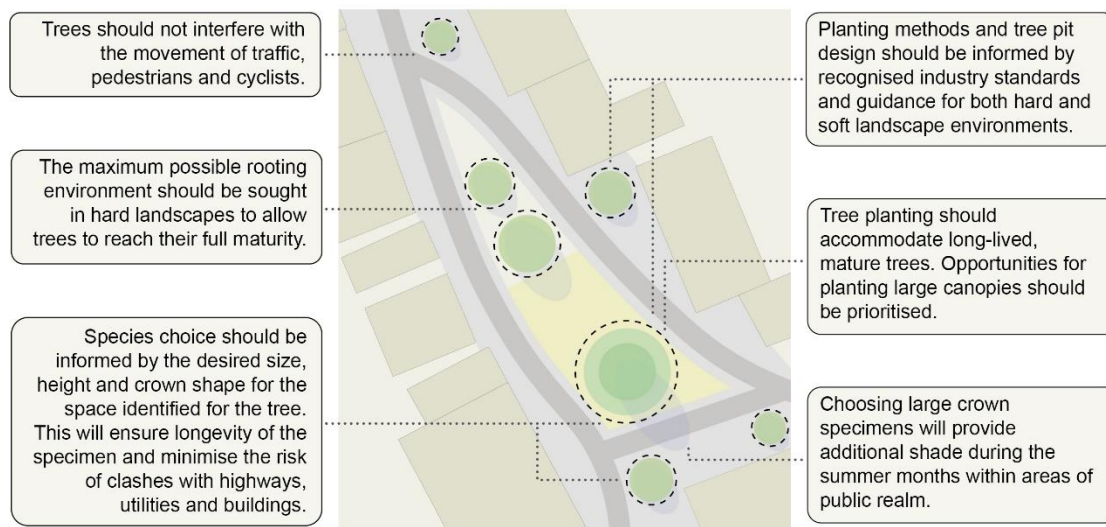 Trees should not interfere with
the movement of traffic,
pedestrians and cyclists.
The maximum possible rooting
environment should be sought
in hard landscapes to allow
trees to reach their full maturity.
Species choice should be
informed by the desired size,
height and crown shape for the
space identified for the tree.
This will ensure longevity of the
specimen and minimise the risk
of clashes with highways,
utilities and buildings.
Planting methods and tree pit
design should be informed by
recognised industry standards
and guidance for both hard and
soft landscape environments.
Tree planting should
accommodate long-lived,
mature trees. Opportunities for
planting large canopies should
be prioritised.
Choosing large crown
specimens will provide
additional shade during the
summer months within areas of
public realm.